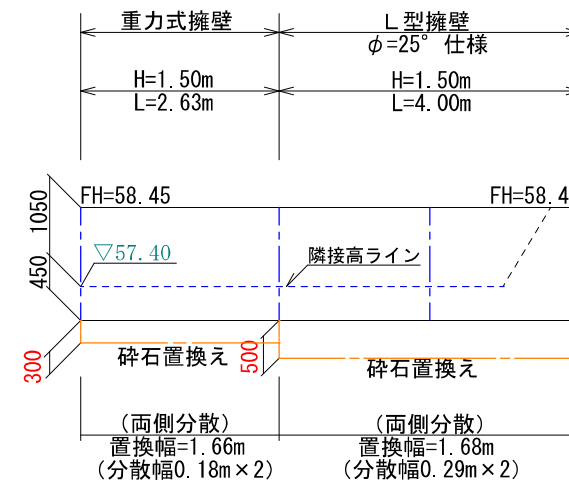 重力式擁壁
L型擁壁
φ=25° 仕様
H=1.50m
L=2.63m
H=1.50m
L=4.00m
FH=58.45
FH=58.4
1050
450
▽57.40
隣接高ライン
300
砕石置換え
500
砕石置換え
(両側分散)
置換幅=1.66m
(分散幅0.18m×2)
(両側分散)
置換幅=1.68m
(分散幅0.29m×2)